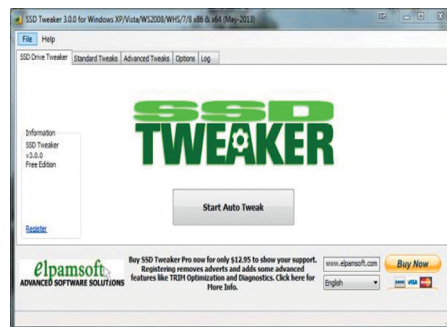 SSD Tweaker 3.0.0 for Windows XP/Vista/WS2008/WHS/7/8 x86 & x64 (May-2013)
File Help
SSD Drive Tweaker Standard Tweaks Advanced Tweaks Options Log
SSD
TWEAKER
Information
SSD Tweaker
v3.0.0
Free Edition
Start Auto Tweak
Register
elpamsoft
ADVANCED SOFTWARE SOLUTIONS
Buy SSD Tweaker Pro now for only $12.95 to show your support.
Registering removes adverts and adds some advanced
features like TRIM Optimization and Diagnostics. Click here for
More Info.
www.elpamsoft.com
English
Buy Now
VISA